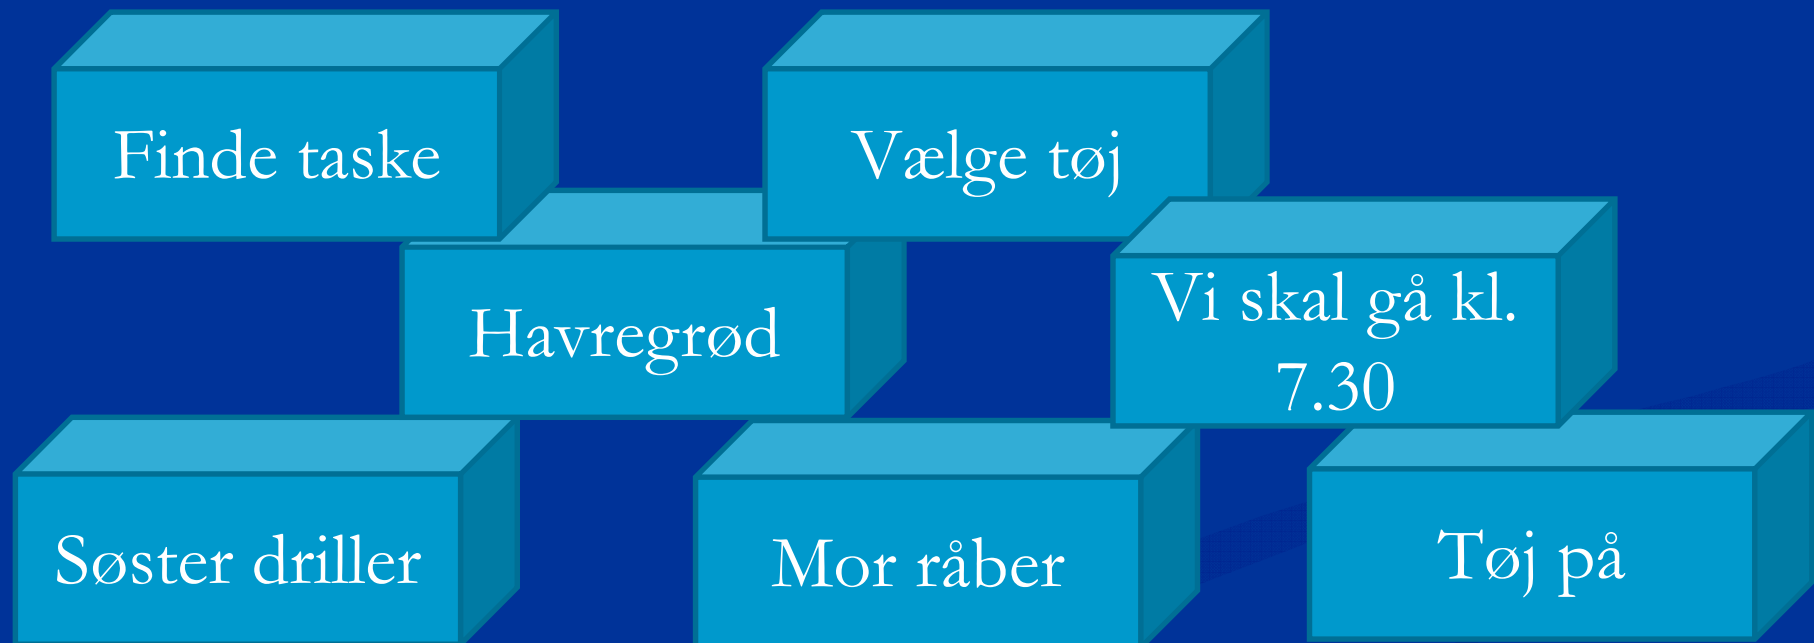 Finde taske
Vælge tøj
Havregrød
Vi skal gå kl.
7.30
Søster driller
Mor råber
Tøj på